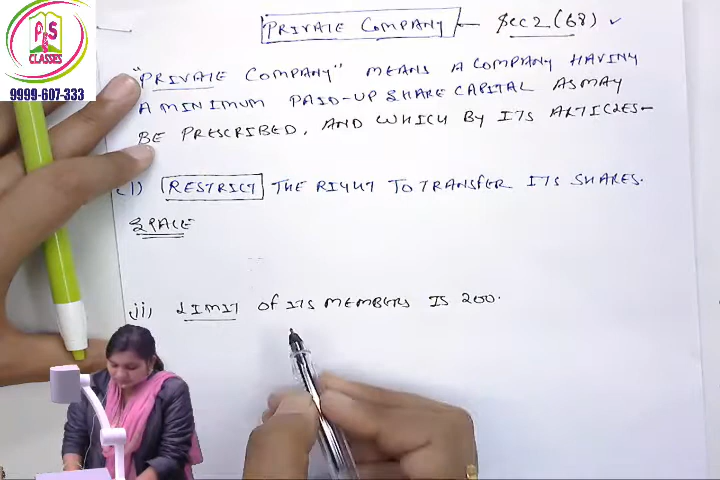 P S
CLASSES
9999-607-333
PRIVATE COMPANY — Sec 2 (68) ✓
"PRIVATE COMPANY" MEANS A COMPANY HAVING
A MINIMUM PAID-UP SHARE CAPITAL AS MAY
BE PRESCRIBED, AND WHICH BY ITS ARTICLES—
(i) RESTRICT THE RIGHT TO TRANSFER ITS SHARES.
SPACE
ii) LIMIT OF ITS MEMBERS IS 200.